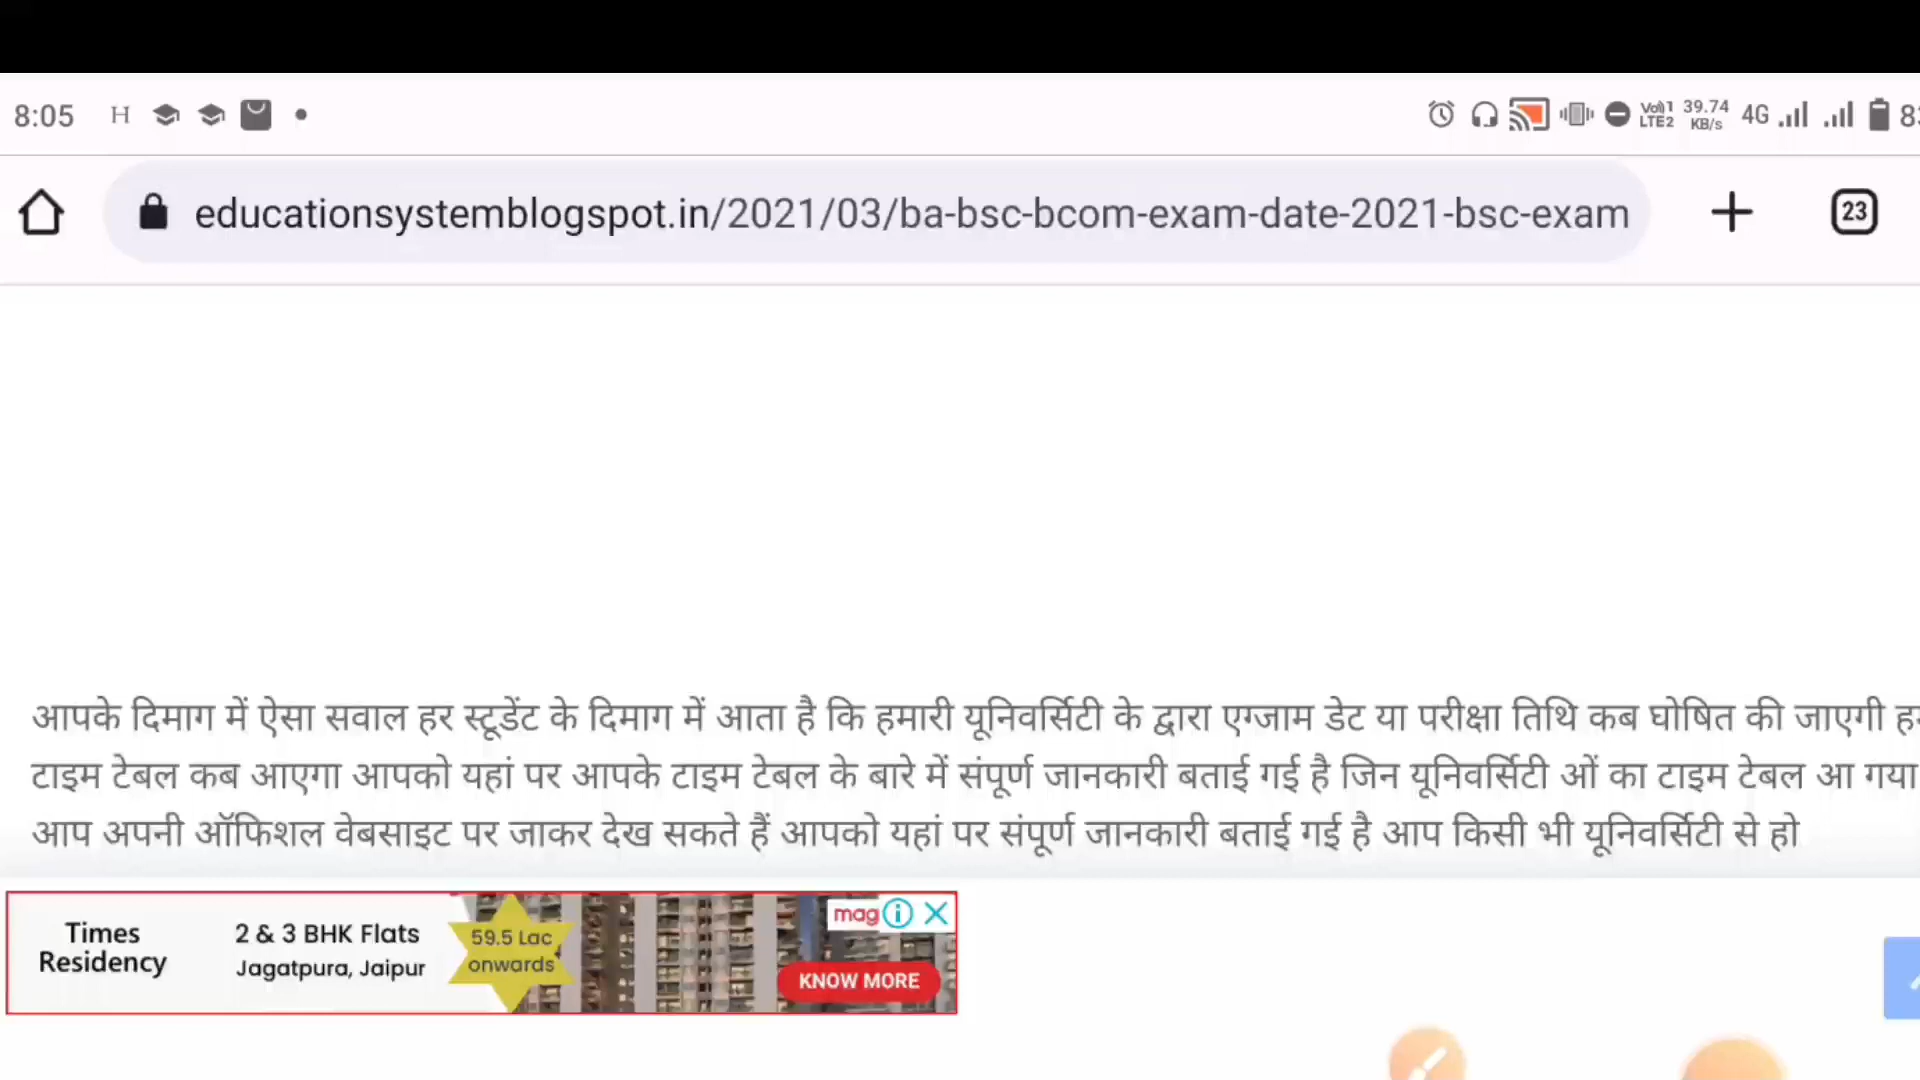 8:05 H Vo)) 1 LTE2 39.74 KB/s 4G
educationsystemblogspot.in/2021/03/ba-bsc-bcom-exam-date-2021-bsc-exam
23
आपके दिमाग में ऐसा सवाल हर स्टूडेंट के दिमाग में आता है कि हमारी यूनिवर्सिटी के द्वारा एग्जाम डेट या परीक्षा तिथि कब घोषित की जाएगी
टाइम टेबल कब आएगा आपको यहां पर आपके टाइम टेबल के बारे में संपूर्ण जानकारी बताई गई है जिन यूनिवर्सिटी ओं का टाइम टेबल आ गया
आप अपनी ऑफिशल वेबसाइट पर जाकर देख सकते हैं आपको यहां पर संपूर्ण जानकारी बताई गई है आप किसी भी यूनिवर्सिटी से हो
Times
Residency
2 & 3 BHK Flats
Jagatpura, Jaipur
59.5 Lac
onwards
mag
KNOW MORE